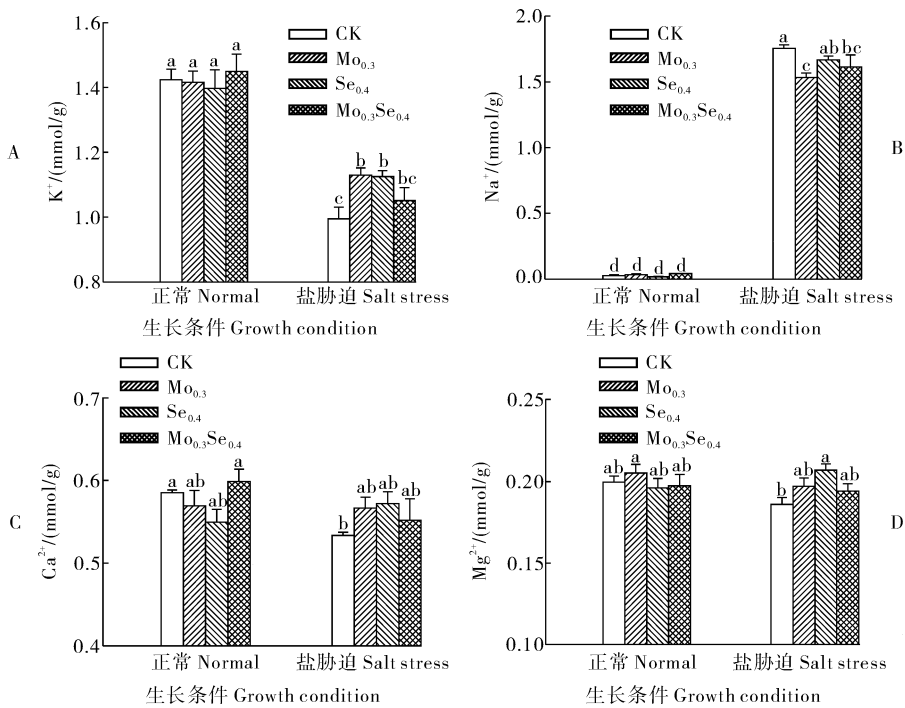 A
K⁺/(mmol/g)
1.6
1.4
1.2
1.0
0.8
CK
Mo₀.₃
Se₀.₄
Mo₀.₃Se₀.₄
a a a a
c b b bc
正常 Normal 盐胁迫 Salt stress
生长条件 Growth condition
B
Na⁺/(mmol/g)
2.0
1.5
1.0
0.5
0.0
CK
Mo₀.₃
Se₀.₄
Mo₀.₃Se₀.₄
d d d d
a c ab bc
正常 Normal 盐胁迫 Salt stress
生长条件 Growth condition
C
Ca²⁺/(mmol/g)
0.7
0.6
0.5
0.4
CK
Mo₀.₃
Se₀.₄
Mo₀.₃Se₀.₄
a ab ab a
b ab ab ab
正常 Normal 盐胁迫 Salt stress
生长条件 Growth condition
D
Mg²⁺/(mmol/g)
0.25
0.20
0.15
0.10
CK
Mo₀.₃
Se₀.₄
Mo₀.₃Se₀.₄
ab a ab ab
b ab a ab
正常 Normal 盐胁迫 Salt stress
生长条件 Growth condition